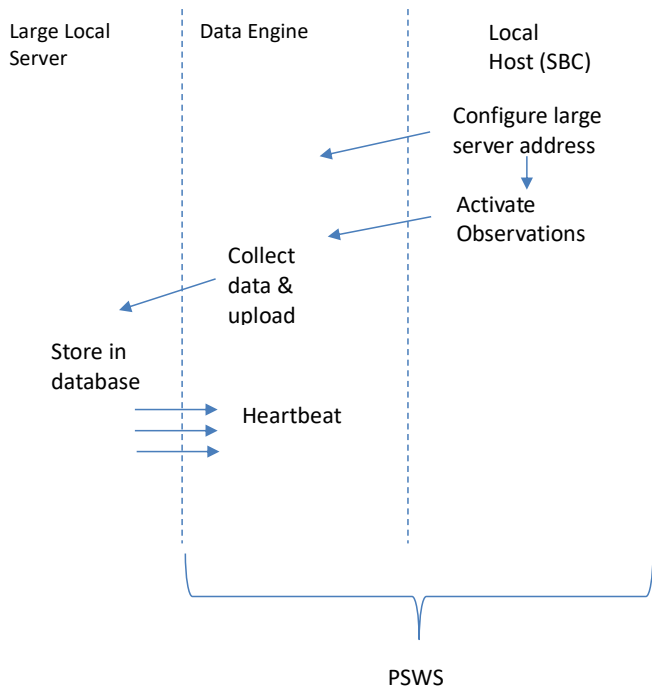 Large Local
Server
Data Engine
Local
Host (SBC)
Configure large
server address
Activate
Observations
Collect
data &
upload
Store in
database
Heartbeat
PSWS